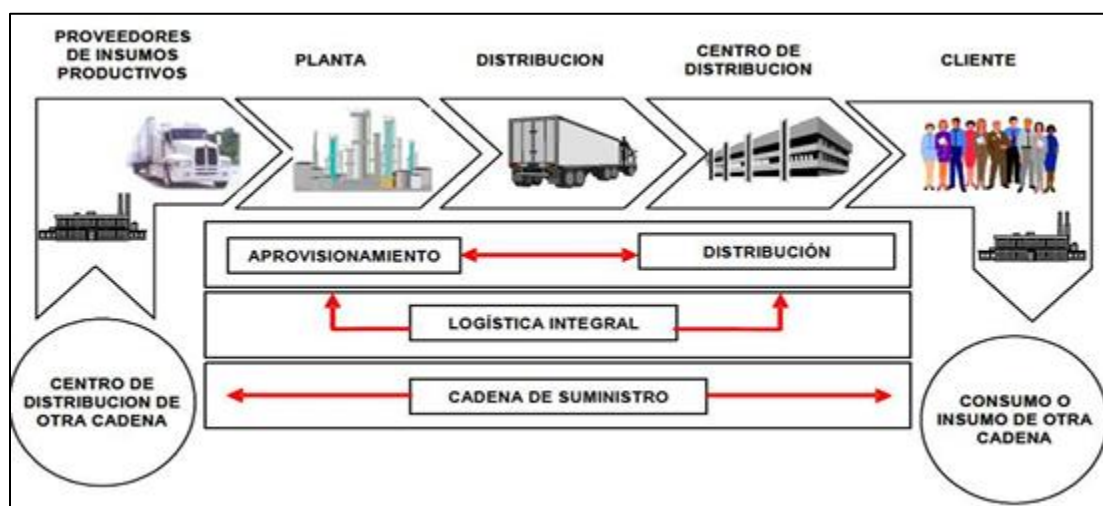 PROVEEDORES
DE INSUMOS
PRODUCTIVOS
PLANTA
DISTRIBUCION
CENTRO DE
DISTRIBUCION
CLIENTE
APROVISIONAMIENTO
DISTRIBUCIÓN
LOGÍSTICA INTEGRAL
CADENA DE SUMINISTRO
CENTRO DE
DISTRIBUCION DE
OTRA CADENA
CONSUMO O
INSUMO DE OTRA
CADENA